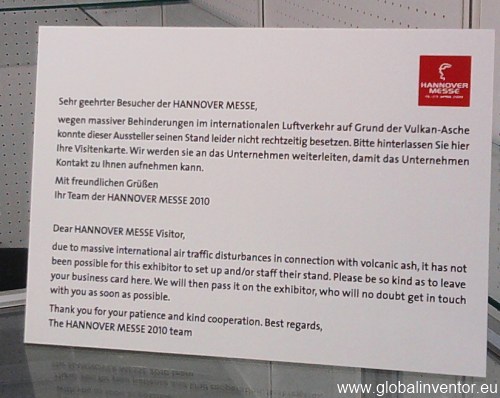 HANNOVER
MESSE
Sehr geehrter Besucher der HANNOVER MESSE,
wegen massiver Behinderungen im internationalen Luftverkehr auf Grund der Vulkan-Asche
konnte dieser Aussteller seinen Stand leider nicht rechtzeitig besetzen. Bitte hinterlassen Sie hier
Ihre Visitenkarte. Wir werden sie an das Unternehmen weiterleiten, damit das Unternehmen
Kontakt zu Ihnen aufnehmen kann.
Mit freundlichen Grüßen
Ihr Team der HANNOVER MESSE 2010
Dear HANNOVER MESSE Visitor,
due to massive international air traffic disturbances in connection with volcanic ash, it has not
been possible for this exhibitor to set up and/or staff their stand. Please be so kind as to leave
your business card here. We will then pass it on the exhibitor, who will no doubt get in touch
with you as soon as possible.
Thank you for your patience and kind cooperation. Best regards,
The HANNOVER MESSE 2010 team
www.globalinventor.eu